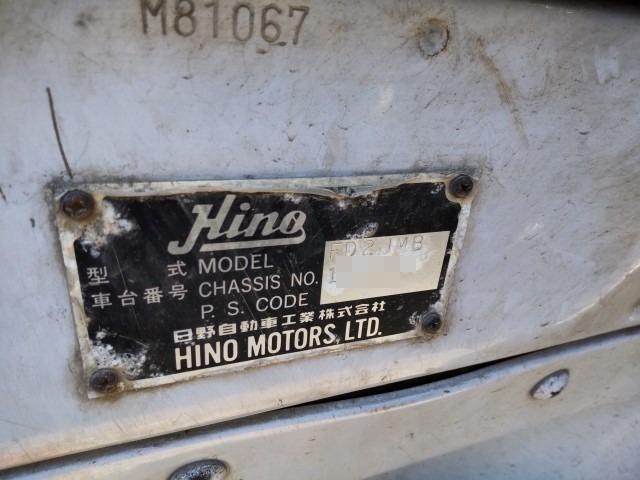 M81067
Hino
型 式 MODEL FD2JMB
車台番号 CHASSIS NO. 1
P. S. CODE
日野自動車工業株式会社
HINO MOTORS, LTD.